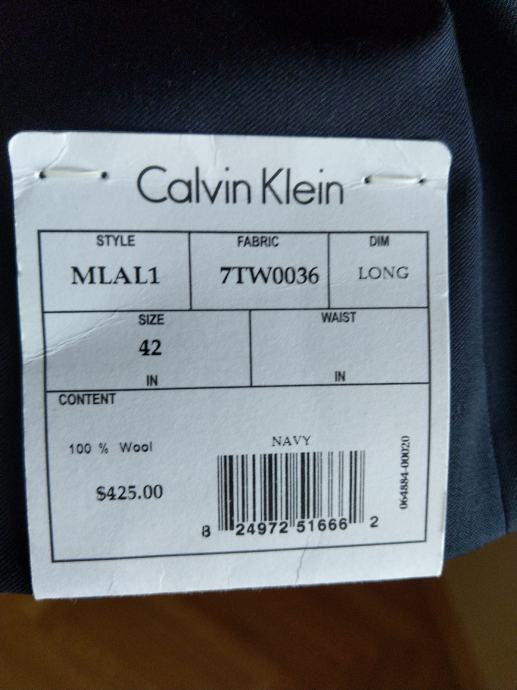 Calvin Klein
STYLE FABRIC DIM
MLAL1 7TW0036 LONG
SIZE WAIST
42
IN IN
CONTENT
NAVY
100 % Wool
$425.00
8 24972 51666 2
064884-00020